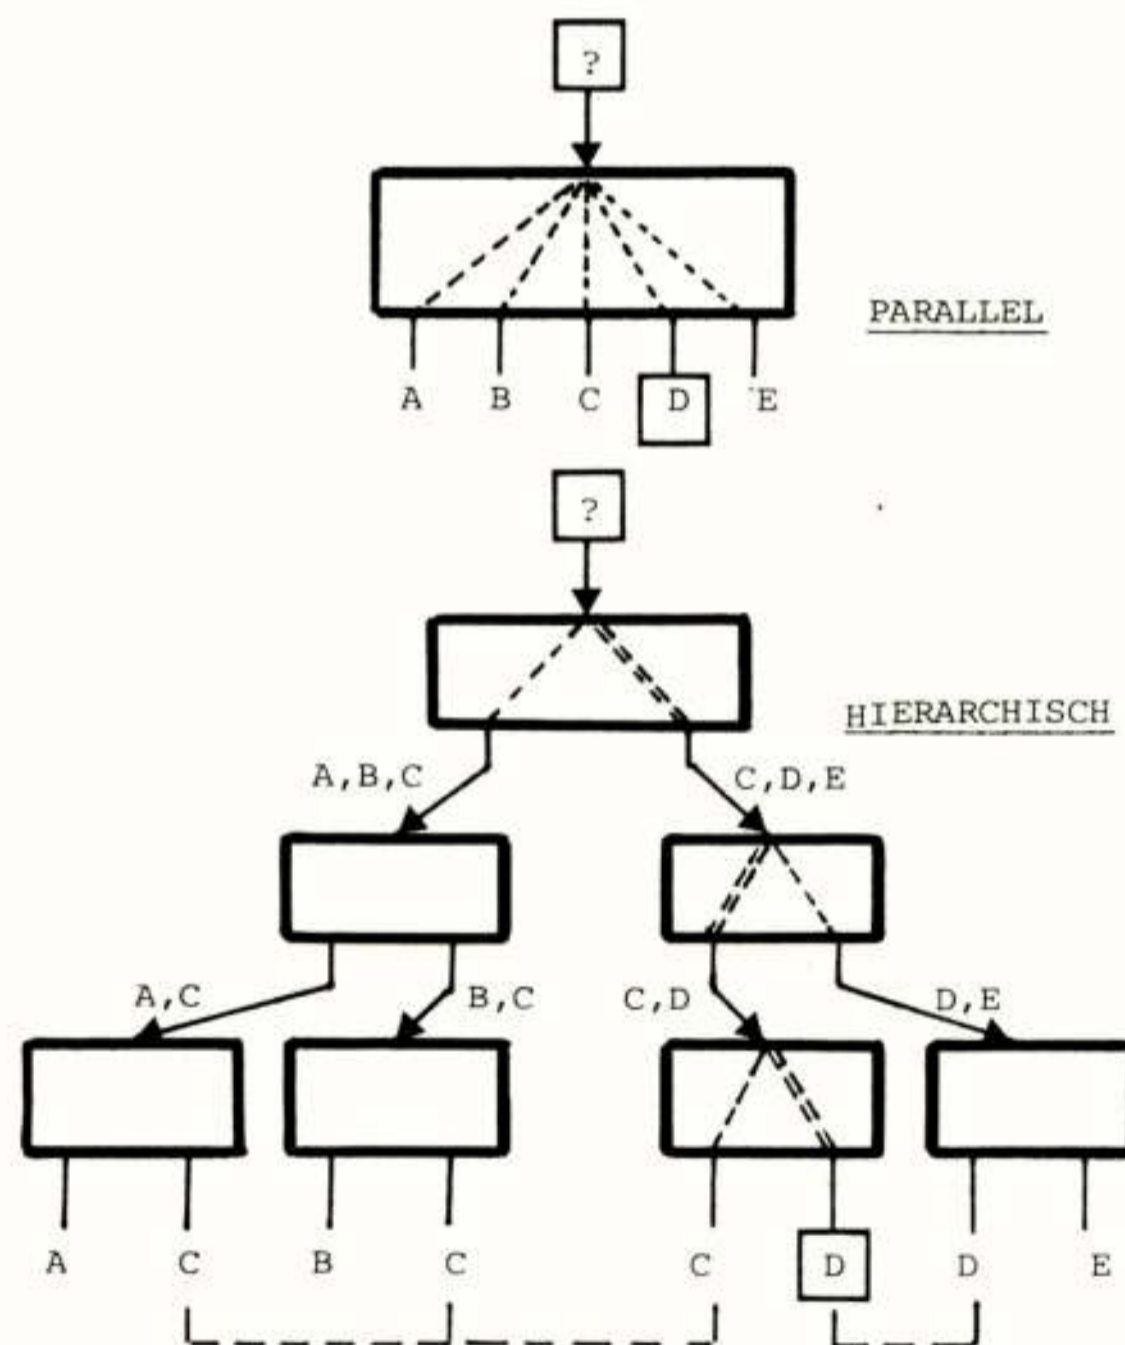 ?
PARALLEL
A B C D E
?
HIERARCHISCH
A,B,C C,D,E
A,C B,C C,D D,E
A C B C C D D E